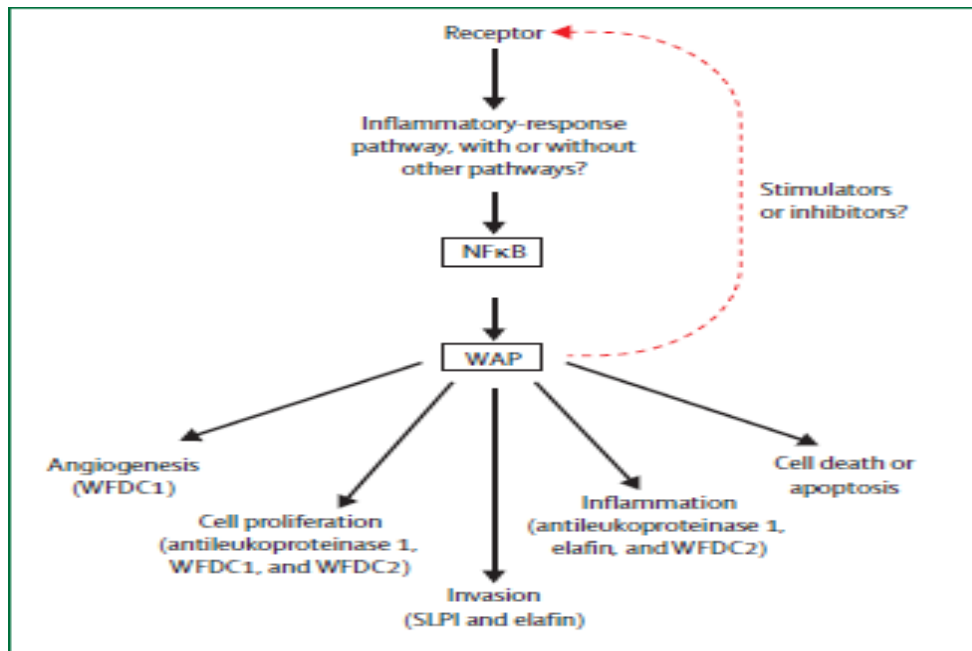 Receptor
Inflammatory-response
pathway, with or without
other pathways?
Stimulators
or inhibitors?
NFκB
WAP
Angiogenesis
(WFDC1)
Cell proliferation
(antileukoproteinase 1,
WFDC1, and WFDC2)
Invasion
(SLPI and elafin)
Inflammation
(antileukoproteinase 1,
elafin, and WFDC2)
Cell death or
apoptosis